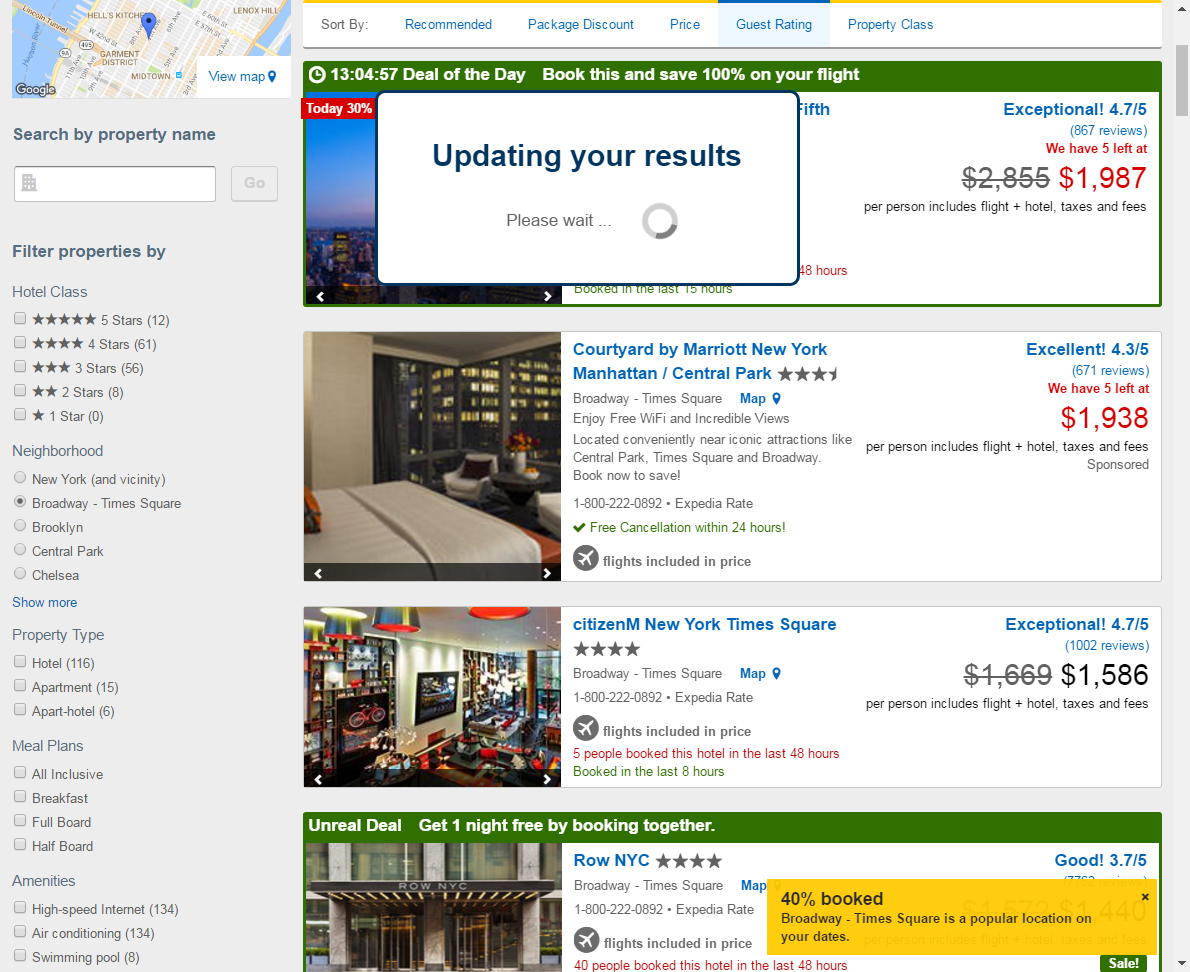 Lincoln Tunnel
HELL'S KITCHEN
LENOX HILL
W 42nd St
E 57th St
495
9A
GARMENT
DISTRICT
MIDTOWN
View map
Google
Search by property name
Go
Filter properties by
Hotel Class
5 Stars (12)
4 Stars (61)
3 Stars (56)
2 Stars (8)
1 Star (0)
Neighborhood
New York (and vicinity)
Broadway - Times Square
Brooklyn
Central Park
Chelsea
Show more
Property Type
Hotel (116)
Apartment (15)
Apart-hotel (6)
Meal Plans
All Inclusive
Breakfast
Full Board
Half Board
Amenities
High-speed Internet (134)
Air conditioning (134)
Swimming pool (8)
Sort By: Recommended Package Discount Price Guest Rating Property Class
13:04:57 Deal of the Day Book this and save 100% on your flight
Today 30%
Fifth
Updating your results
Please wait ...
48 hours
Booked in the last 15 hours
Exceptional! 4.7/5
(867 reviews)
We have 5 left at
$2,855 $1,987
per person includes flight + hotel, taxes and fees
Courtyard by Marriott New York
Manhattan / Central Park
Broadway - Times Square Map
Enjoy Free WiFi and Incredible Views
Located conveniently near iconic attractions like
Central Park, Times Square and Broadway.
Book now to save!
1-800-222-0892 • Expedia Rate
Free Cancellation within 24 hours!
flights included in price
Excellent! 4.3/5
(671 reviews)
We have 5 left at
$1,938
per person includes flight + hotel, taxes and fees
Sponsored
citizenM New York Times Square
Broadway - Times Square Map
1-800-222-0892 • Expedia Rate
flights included in price
5 people booked this hotel in the last 48 hours
Booked in the last 8 hours
Exceptional! 4.7/5
(1002 reviews)
$1,669 $1,586
per person includes flight + hotel, taxes and fees
Unreal Deal Get 1 night free by booking together.
ROW NYC
Row NYC
Broadway - Times Square Map
1-800-222-0892 • Expedia Rate
flights included in price
40 people booked this hotel in the last 48 hours
Good! 3.7/5
$1,572 $1,440
per person includes flight + hotel, taxes and fees
40% booked ×
Broadway - Times Square is a popular location on
your dates.
Sale!